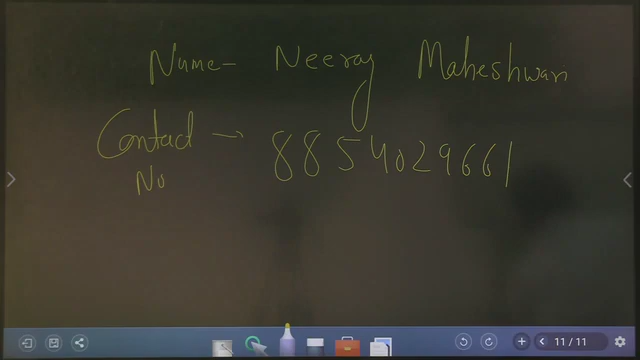 Name - Neeraj Maheshwari
Contact → 8854029661
No
11 / 11